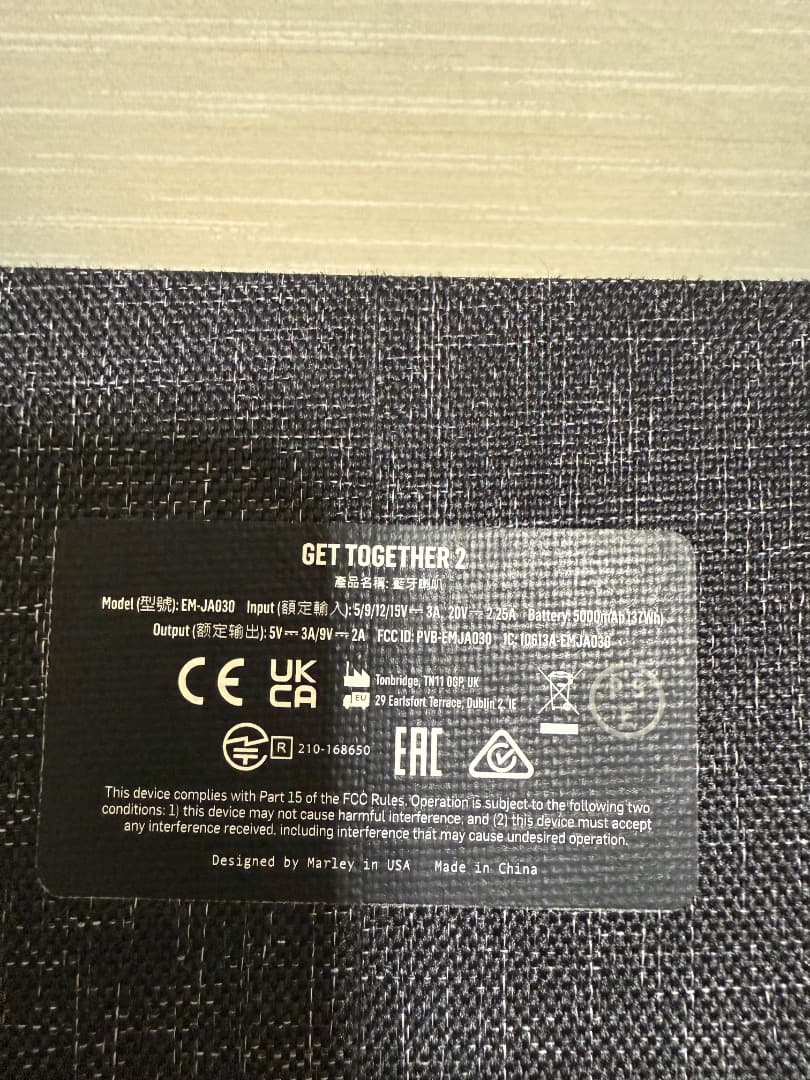 GET TOGETHER 2
產品名稱: 藍牙喇叭
Model (型號): EM-JA030 Input (額定輸入): 5/9/12/15V⎓3A, 20V⎓2.25A Battery: 5000mAh(37Wh)
Output (额定输出): 5V⎓3A/9V⎓2A FCC ID: PVB-EMJA030 IC: 10613A-EMJA030
CE UKCA Tonbridge, TN11 0GP, UK
EU 29 Earlsfort Terrace, Dublin 2, IE
R 210-168650 EAC
This device complies with Part 15 of the FCC Rules. Operation is subject to the following two
conditions: 1) this device may not cause harmful interference, and (2) this device must accept
any interference received, including interference that may cause undesired operation.
Designed by Marley in USA Made in China